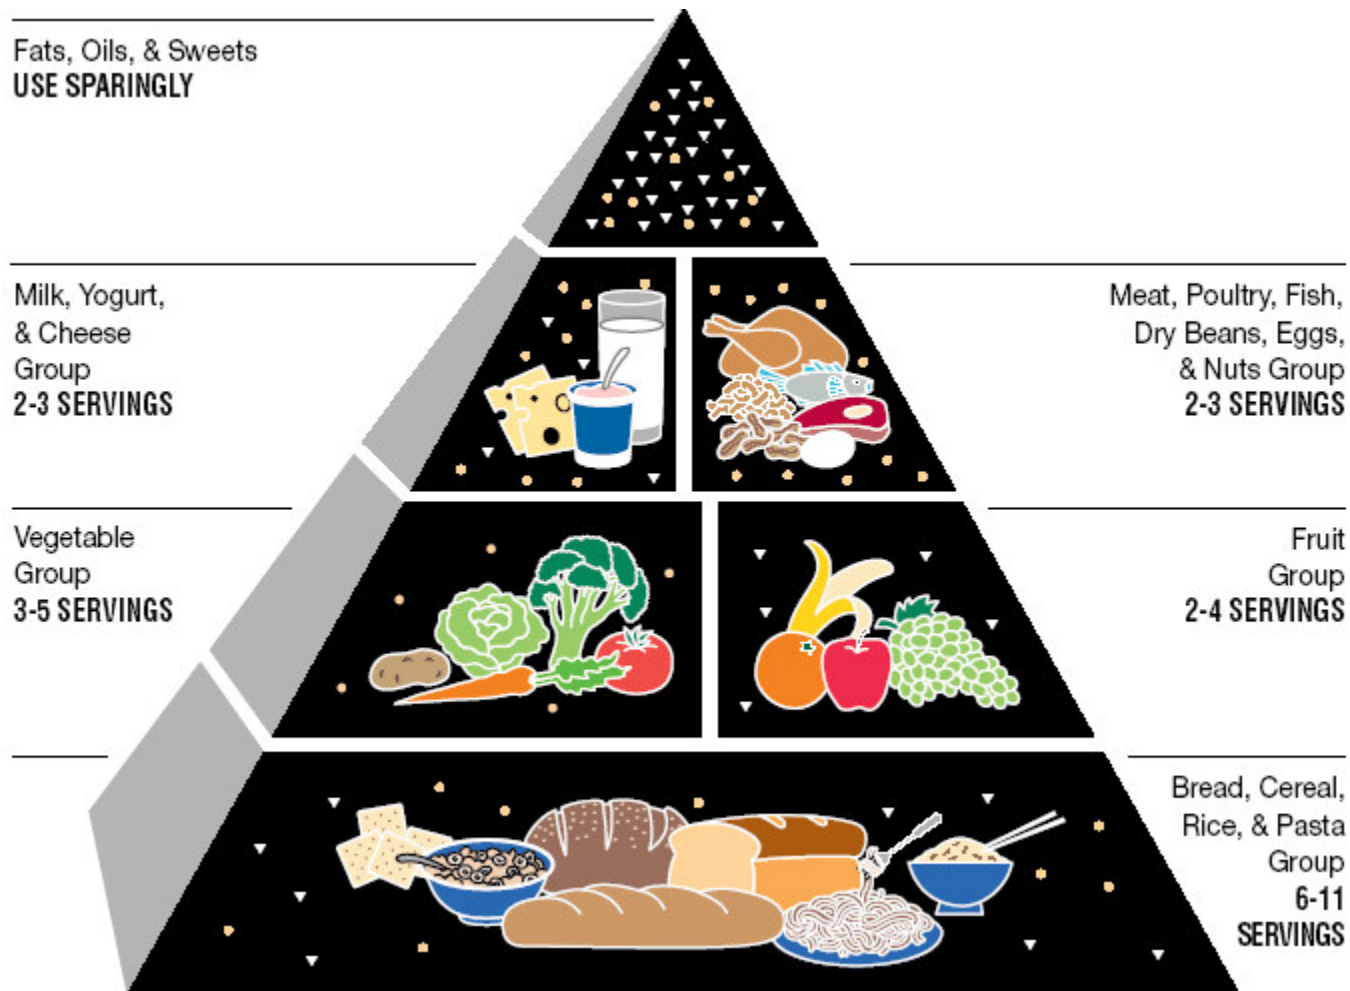 Fats, Oils, & Sweets
USE SPARINGLY
Milk, Yogurt,
& Cheese
Group
2-3 SERVINGS
Meat, Poultry, Fish,
Dry Beans, Eggs,
& Nuts Group
2-3 SERVINGS
Vegetable
Group
3-5 SERVINGS
Fruit
Group
2-4 SERVINGS
Bread, Cereal,
Rice, & Pasta
Group
6-11
SERVINGS